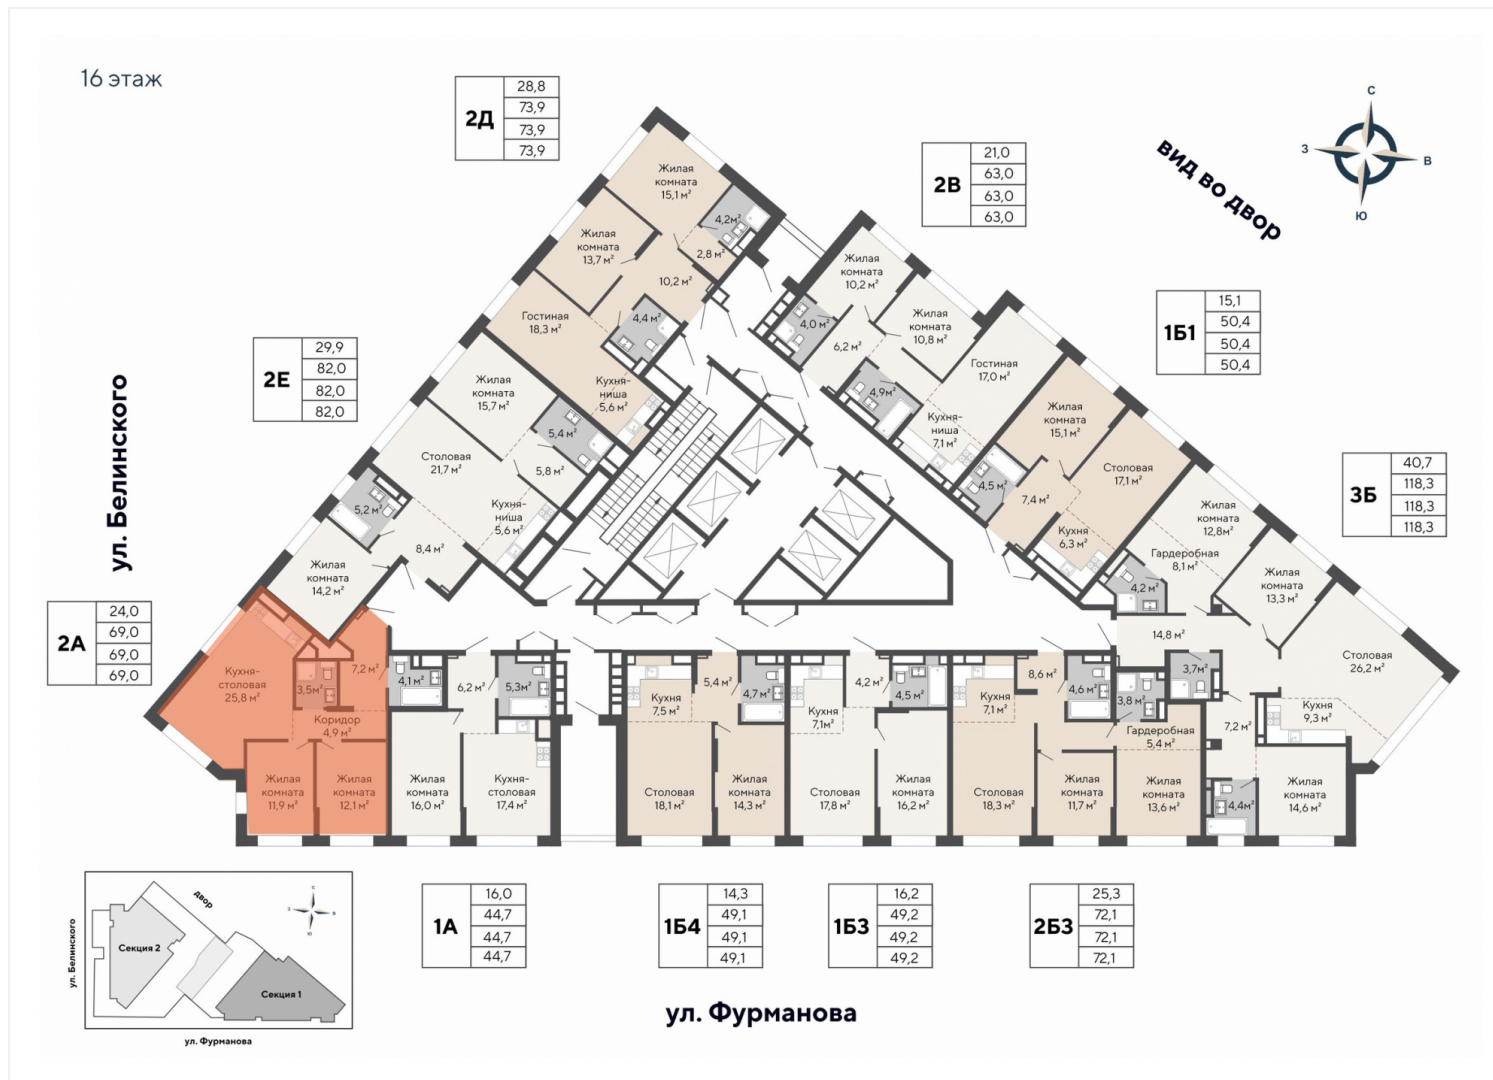 16 этаж
2Д
28,8
73,9
73,9
73,9
2В
21,0
63,0
63,0
63,0
вид во двор
С
З
В
Ю
1Б1
15,1
50,4
50,4
50,4
2Е
29,9
82,0
82,0
82,0
3Б
40,7
118,3
118,3
118,3
ул. Белинского
2А
24,0
69,0
69,0
69,0
Жилая
комната
15,1 м²
4,2м²
2,8 м²
Жилая
комната
13,7 м²
10,2 м²
Гостиная
18,3 м²
4,4 м²
Кухня-
ниша
5,6 м²
Жилая
комната
15,7 м²
5,4 м²
Столовая
21,7 м²
5,8 м²
Кухня-
ниша
5,6 м²
5,2 м²
8,4 м²
Жилая
комната
14,2 м²
Жилая
комната
10,2 м²
4,0 м²
6,2 м²
Жилая
комната
10,8 м²
Гостиная
17,0 м²
4,9м²
Кухня-
ниша
7,1 м²
Жилая
комната
15,1 м²
4,5 м²
7,4 м²
Столовая
17,1 м²
Кухня
6,3 м²
Жилая
комната
12,8м²
Гардеробная
8,1 м²
4,2 м²
Жилая
комната
13,3 м²
14,8 м²
Столовая
26,2 м²
3,7м²
3,8 м²
7,2 м²
Кухня
9,3 м²
4,4м²
Жилая
комната
14,6 м²
Кухня-
столовая
25,8 м²
7,2 м²
3,5м²
Коридор
4,9 м²
Жилая
комната
11,9 м²
Жилая
комната
12,1 м²
4,1 м²
6,2 м²
5,3м²
Жилая
комната
16,0 м²
Кухня-
столовая
17,4 м²
Кухня
7,5 м²
5,4 м²
4,7 м²
Столовая
18,1 м²
Жилая
комната
14,3 м²
Кухня
7,1м²
4,2 м²
4,5 м²
Столовая
17,8 м²
Жилая
комната
16,2 м²
Кухня
7,1 м²
8,6 м²
4,6 м²
Столовая
18,3 м²
Жилая
комната
11,7 м²
Гардеробная
5,4 м²
Жилая
комната
13,6 м²
1А
16,0
44,7
44,7
44,7
1Б4
14,3
49,1
49,1
49,1
1Б3
16,2
49,2
49,2
49,2
2Б3
25,3
72,1
72,1
72,1
ул. Фурманова
двор
С
З
В
Ю
Секция 2
Секция 1
ул. Белинского
ул. Фурманова